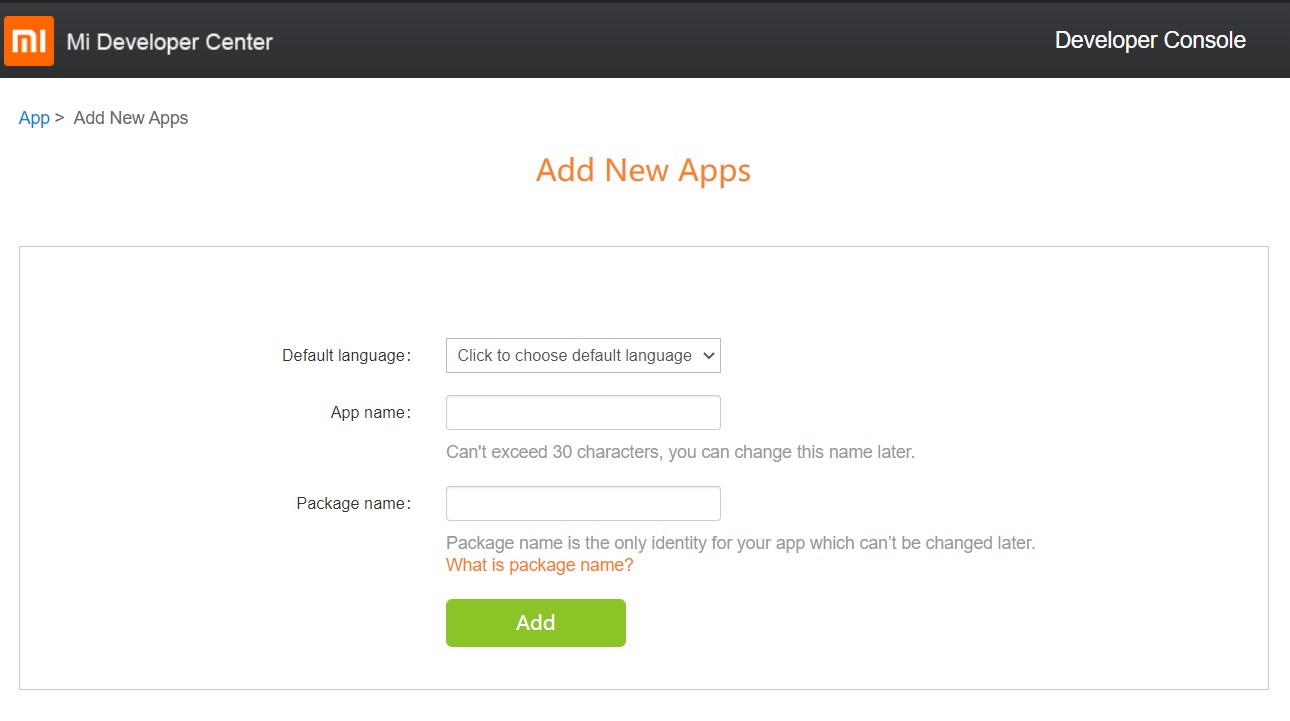 mi Mi Developer Center
Developer Console
App > Add New Apps
Add New Apps
Default language:
Click to choose default language
App name:
Can't exceed 30 characters, you can change this name later.
Package name:
Package name is the only identity for your app which can’t be changed later.
What is package name?
Add